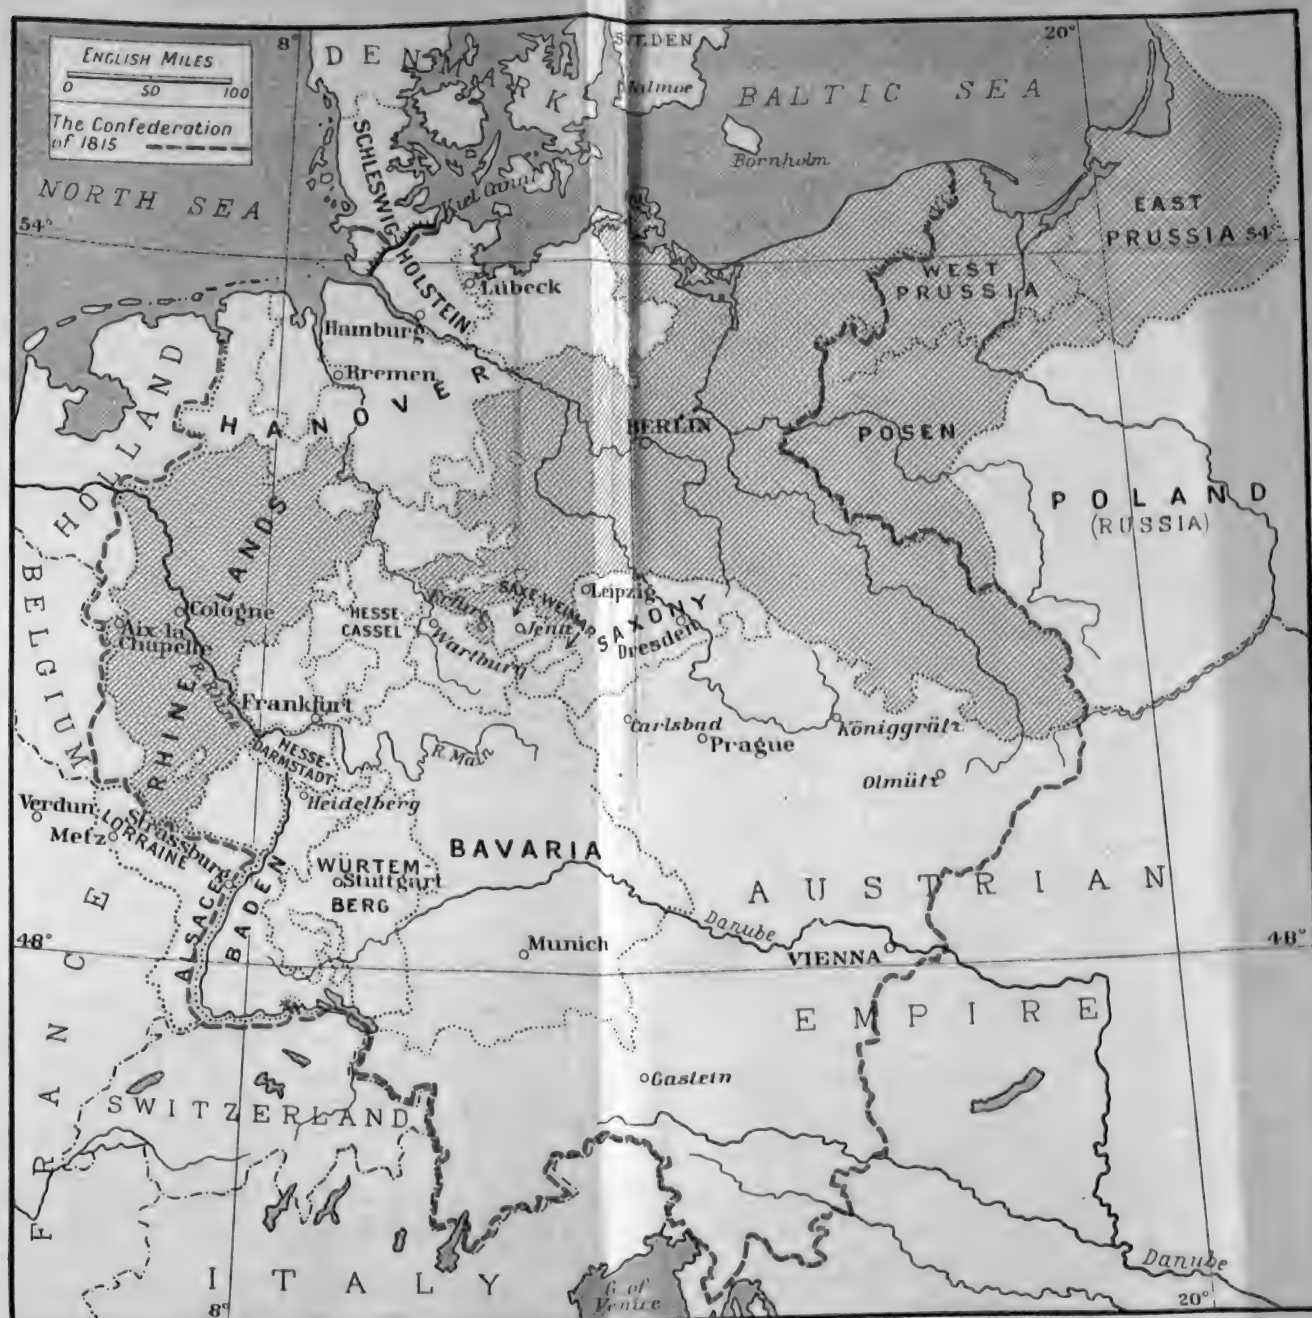 ENGLISH MILES
0 50 100
The Confederation
of 1815
8°
20°
DENMARK
SWEDEN
Malmoe
BALTIC SEA
Bornholm
NORTH SEA
SCHLESWIG
Kiel Canal
54°
EAST
PRUSSIA 54°
WEST
PRUSSIA
HOLSTEIN
Lübeck
Hamburg
Bremen
HOLLAND
HANOVER
BERLIN
POSEN
POLAND
(RUSSIA)
BELGIUM
RHINE LANDS
Cologne
Aix-la-
Chapelle
R. Rhine
HESSE
CASSEL
Erfurt
SAXE-WEIMAR
Jena
Wartburg
Leipzig
SAXONY
Dresden
Frankfurt
HESSE-
DARMSTADT
R. Main
Carlsbad
Prague
Königgrätz
Olmütz
Heidelberg
Verdun
Metz
LORRAINE
Strassburg
ALSACE
BADEN
WÜRTEM-
Stuttgart
BERG
BAVARIA
Munich
Danube
VIENNA
AUSTRIAN
EMPIRE
48°
48°
FRANCE
SWITZERLAND
Gastein
ITALY
G. of
Venice
Danube
8°
20°